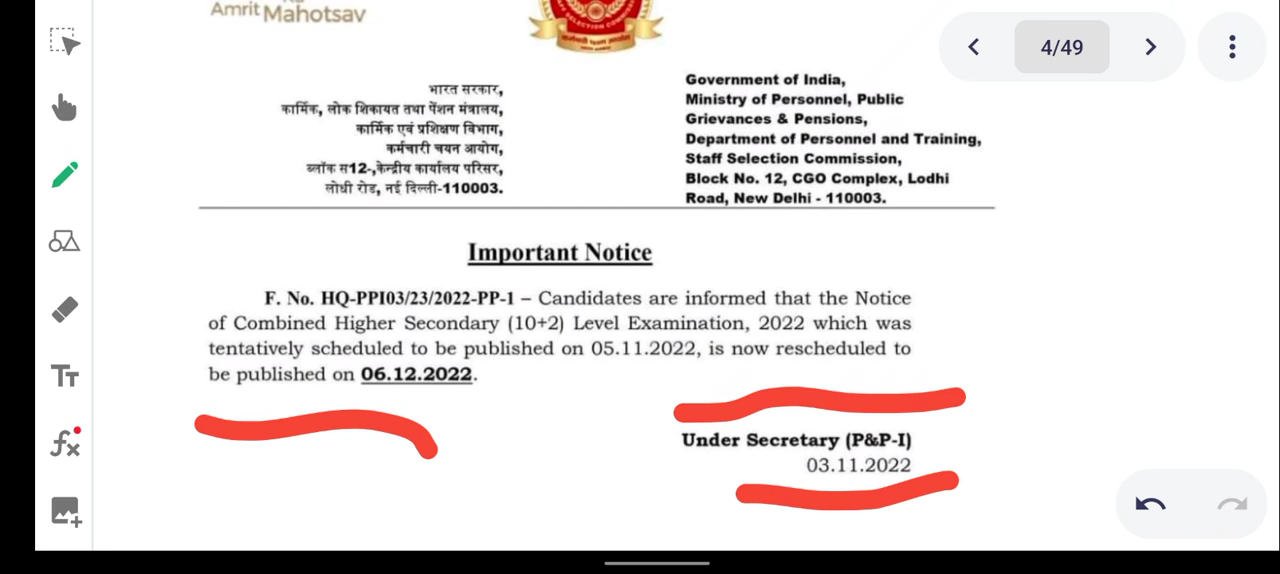 Amrit Mahotsav
4/49
भारत सरकार,
कार्मिक, लोक शिकायत तथा पेंशन मंत्रालय,
कार्मिक एवं प्रशिक्षण विभाग,
कर्मचारी चयन आयोग,
ब्लॉक स12-,केन्द्रीय कार्यालय परिसर,
लोधी रोड, नई दिल्ली-110003.
Government of India,
Ministry of Personnel, Public
Grievances & Pensions,
Department of Personnel and Training,
Staff Selection Commission,
Block No. 12, CGO Complex, Lodhi
Road, New Delhi - 110003.
Important Notice
F. No. HQ-PPI03/23/2022-PP-1 – Candidates are informed that the Notice
of Combined Higher Secondary (10+2) Level Examination, 2022 which was
tentatively scheduled to be published on 05.11.2022, is now rescheduled to
be published on 06.12.2022.
Under Secretary (P&P-I)
03.11.2022
TT
fx